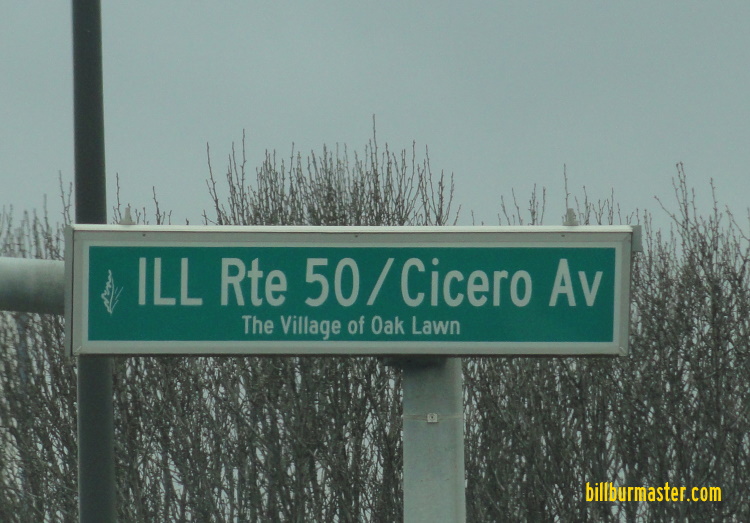 ILL Rte 50/Cicero Av
The Village of Oak Lawn
billburmaster.com